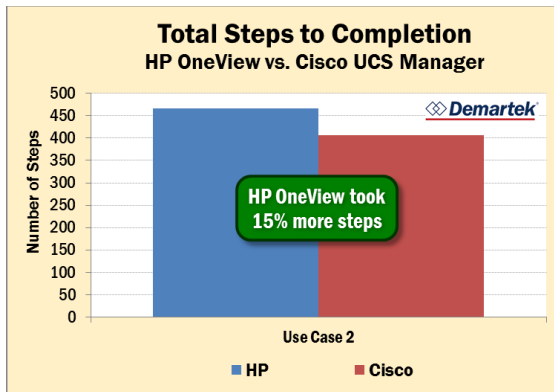 Total Steps to Completion
HP OneView vs. Cisco UCS Manager
Demartek
Number of Steps
500
450
400
350
300
250
200
150
100
50
0
HP OneView took
15% more steps
Use Case 2
HP
Cisco